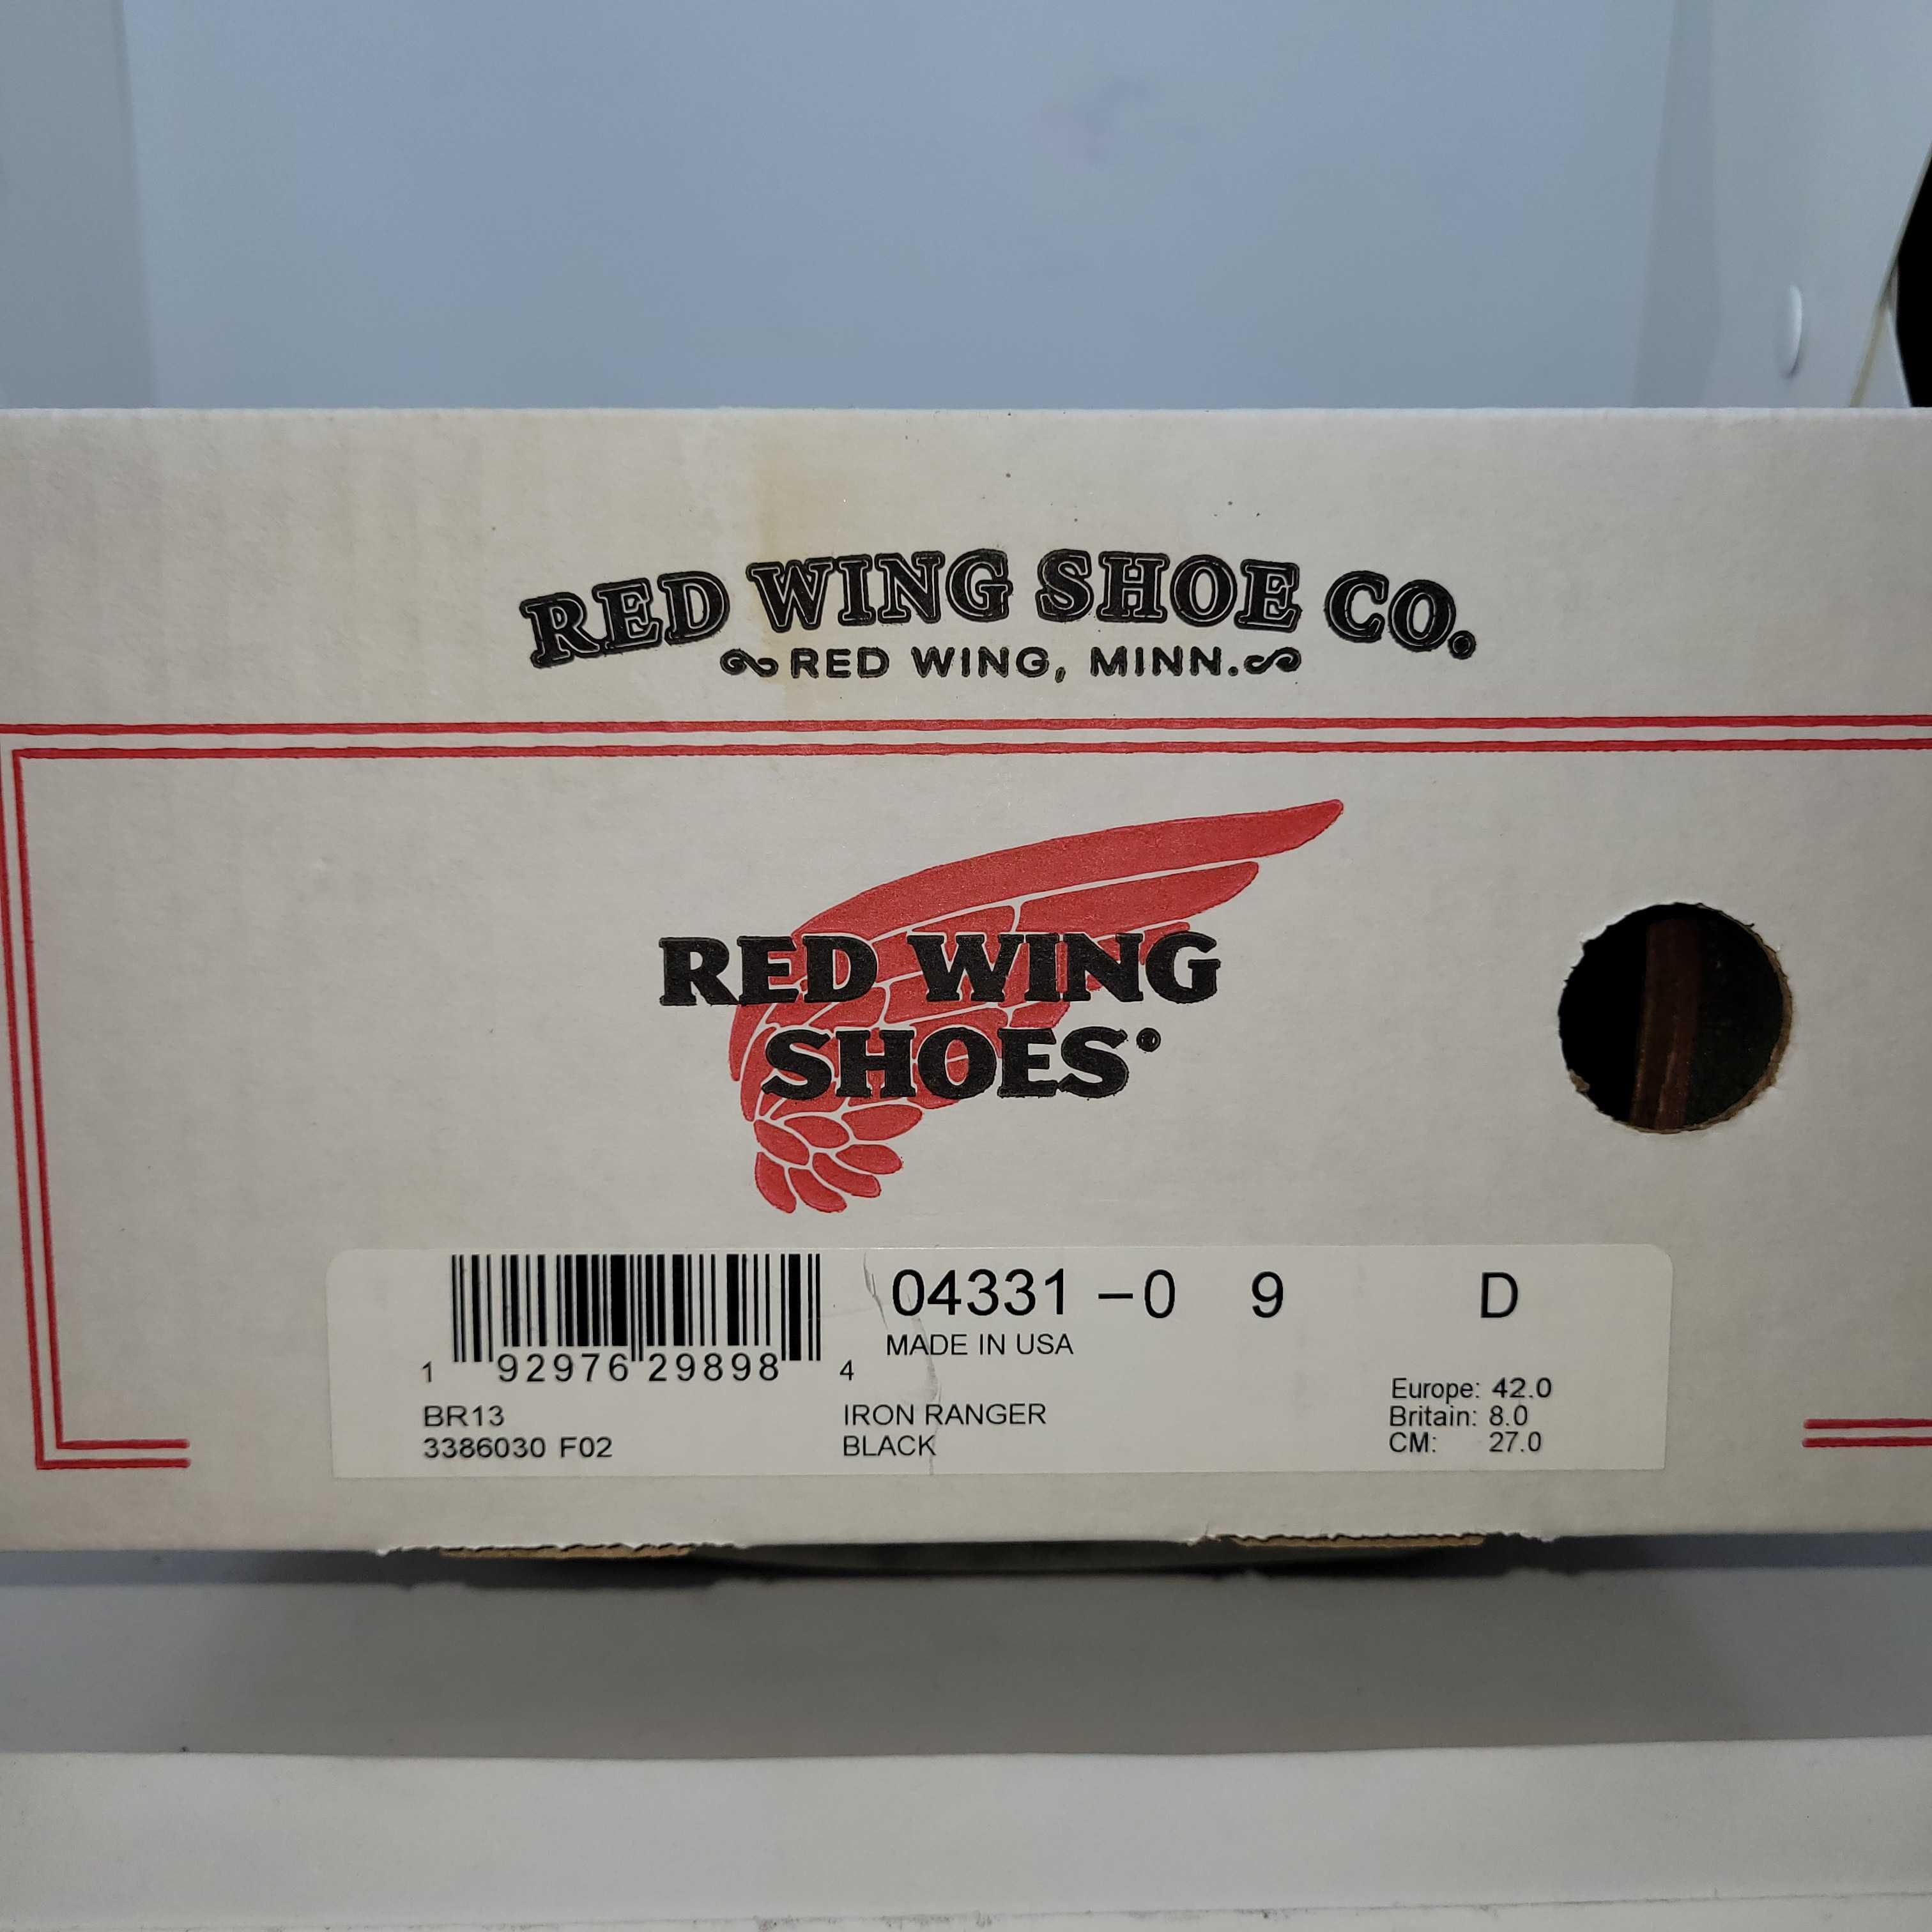 RED WING SHOE CO.
RED WING, MINN.
RED WING
SHOES®
04331 –0 9 D
MADE IN USA
1 92976 29898 4
BR13
3386030 F02
IRON RANGER
BLACK
Europe: 42.0
Britain: 8.0
CM: 27.0